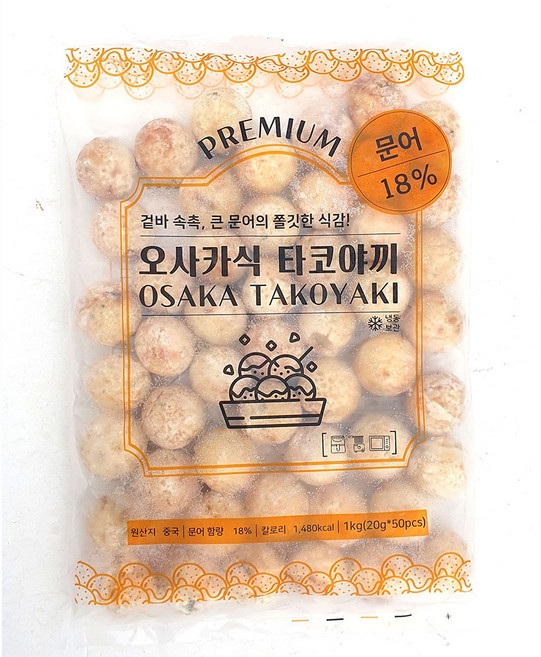 PREMIUM
문어
18%
겉바 속촉, 큰 문어의 쫄깃한 식감!
오사카식 타코야끼
OSAKA TAKOYAKI
냉동
보관
원산지 중국 | 문어 함량 18% | 칼로리 1,480kcal | 1kg(20g*50pcs)